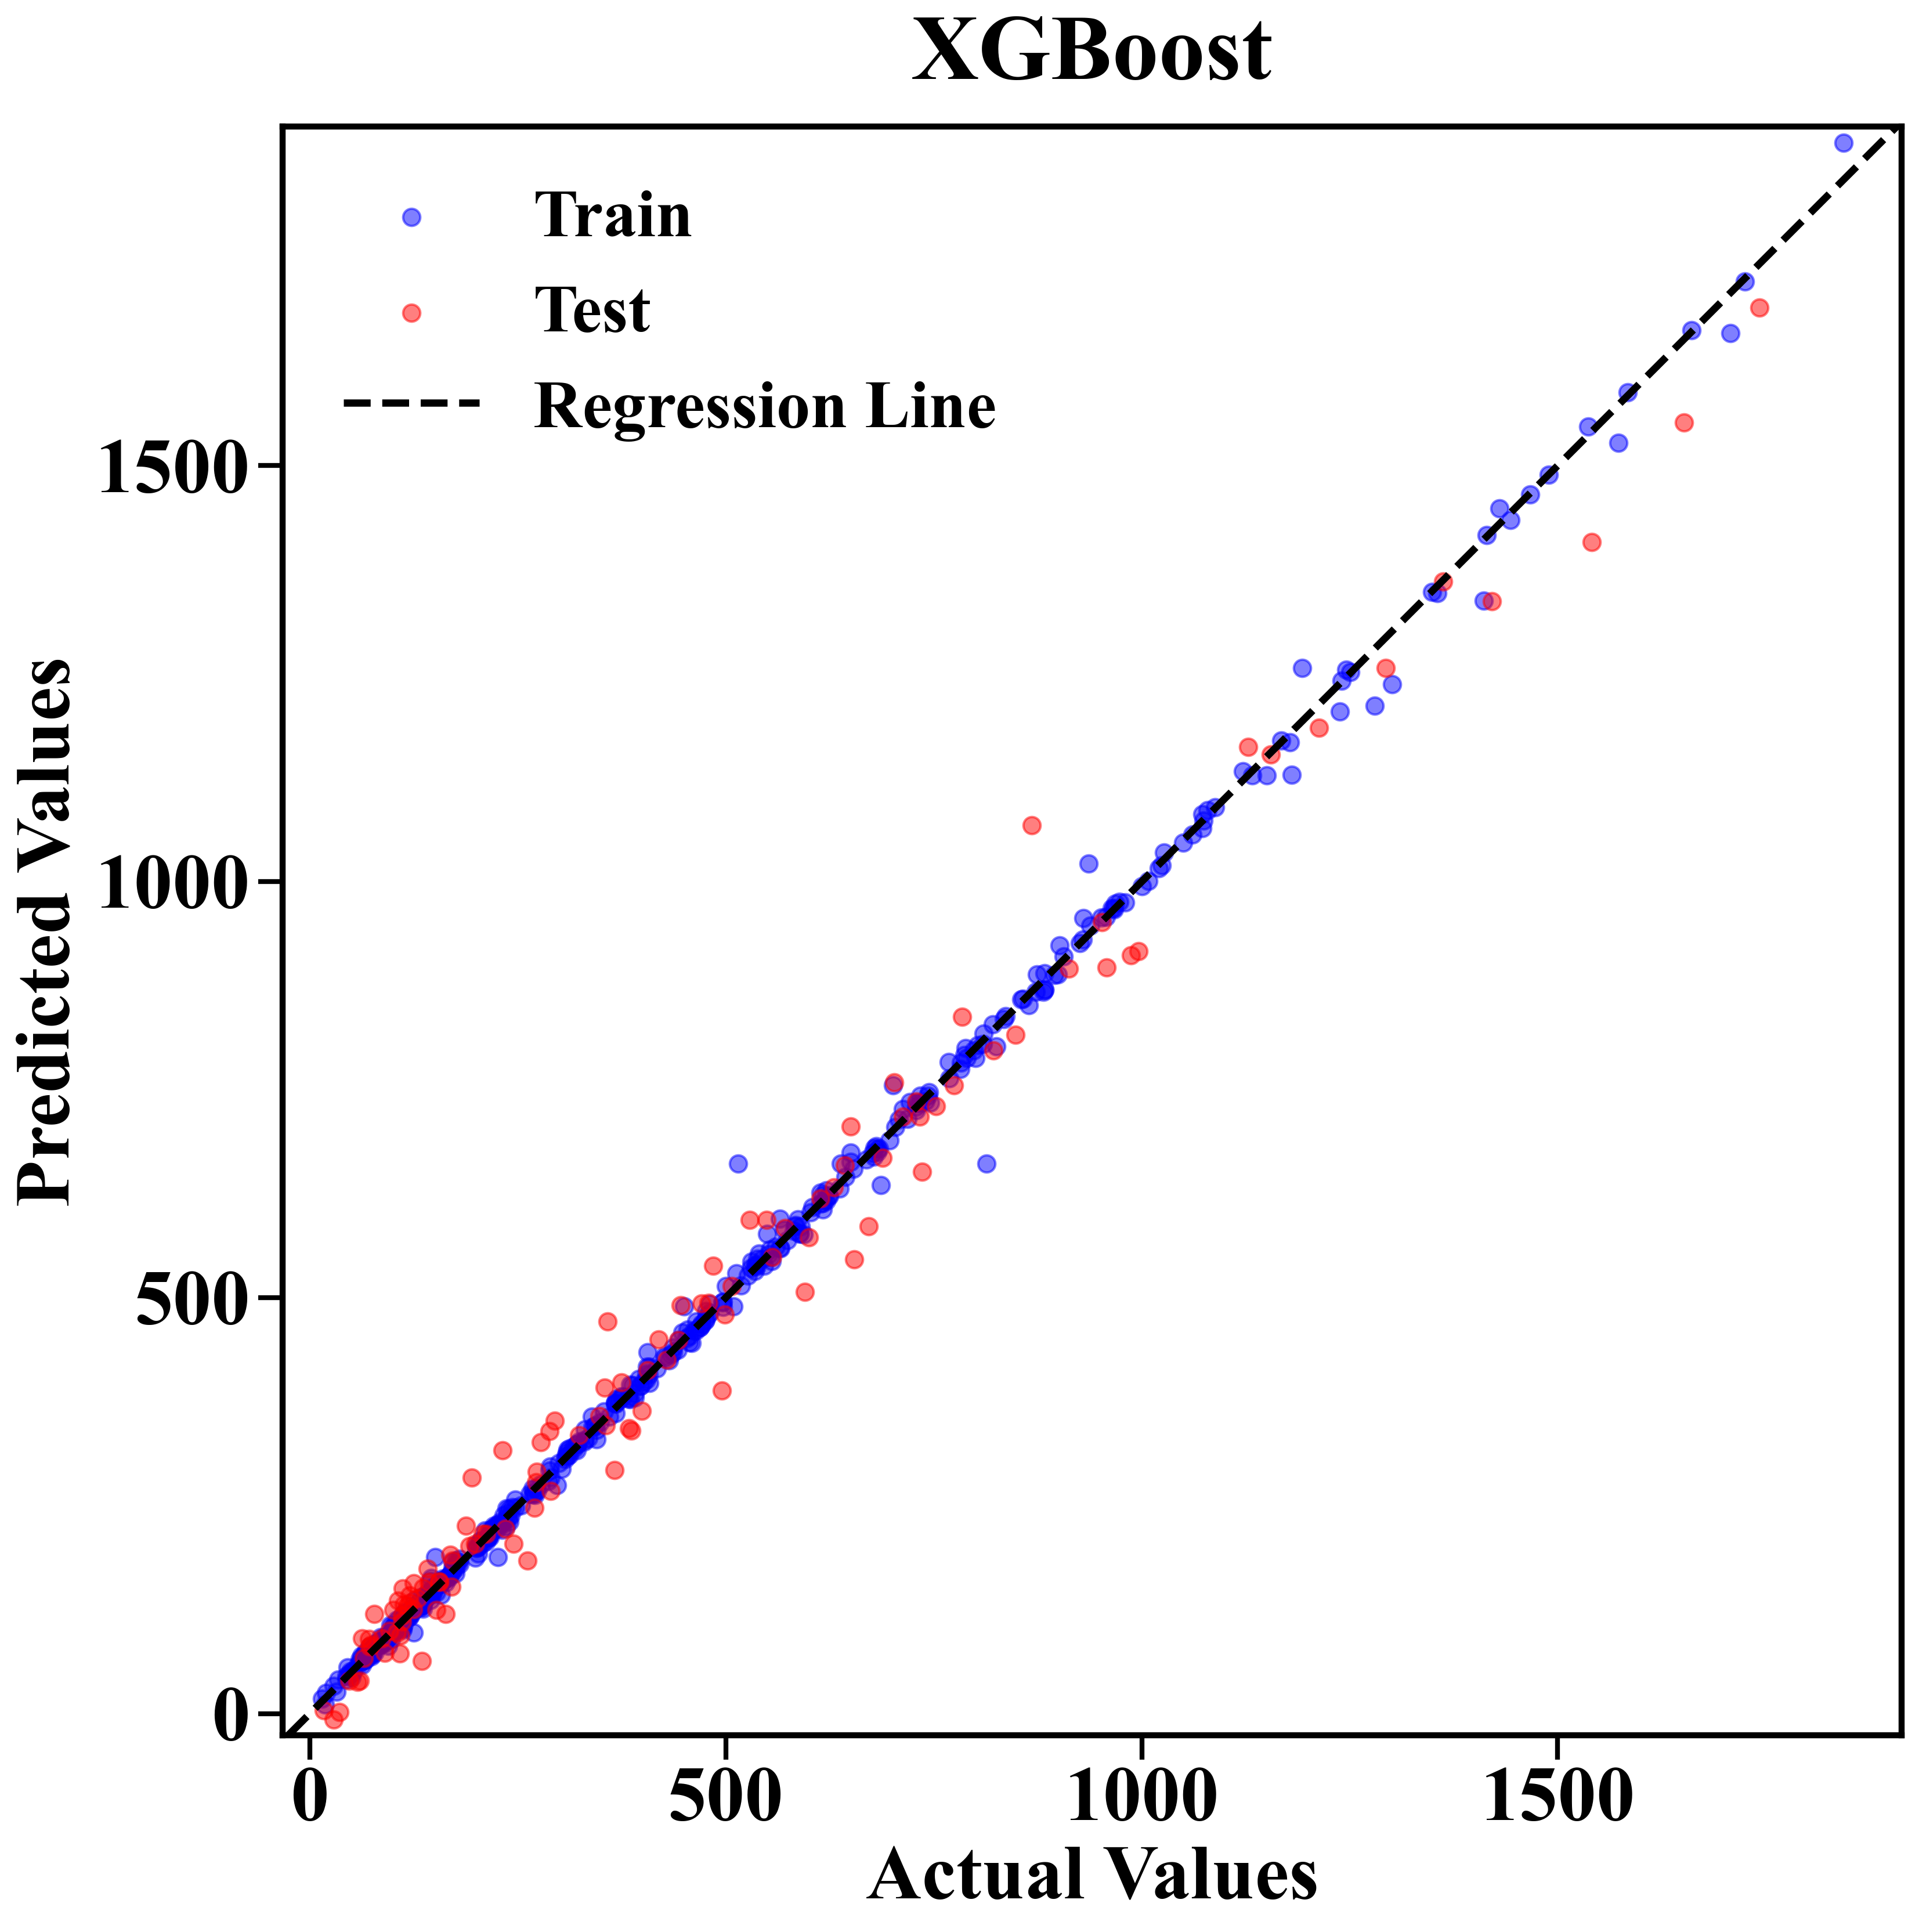 XGBoost
Train
Test
Regression Line
1500
1000
500
0
Predicted Values
0 500 1000 1500
Actual Values